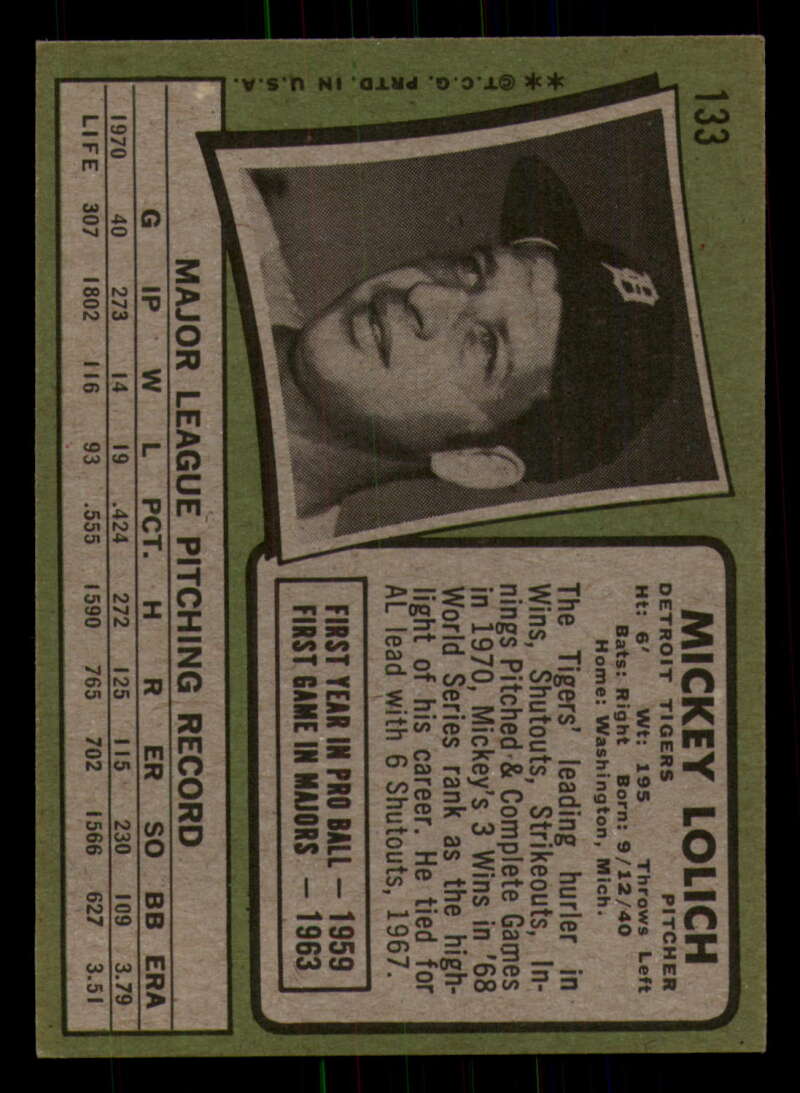 133
MICKEY LOLICH
DETROIT TIGERS PITCHER
Ht: 6' Wt: 195 Throws Left
Bats: Right Born: 9/12/40
Home: Washington, Mich.
The Tigers' leading hurler in
Wins, Shutouts, Strikeouts, In-
nings Pitched & Complete Games
in 1970, Mickey's 3 Wins in '68
World Series rank as the high-
light of his career. He tied for
AL lead with 6 Shutouts, 1967.
FIRST YEAR IN PRO BALL — 1959
FIRST GAME IN MAJORS — 1963
D
**©T.C.G. PRTD. IN U.S.A.
MAJOR LEAGUE PITCHING RECORD
G IP W L PCT. H R ER SO BB ERA
1970 40 273 14 19 .424 272 125 115 230 109 3.79
LIFE 307 1802 116 93 .555 1590 765 702 1566 627 3.51